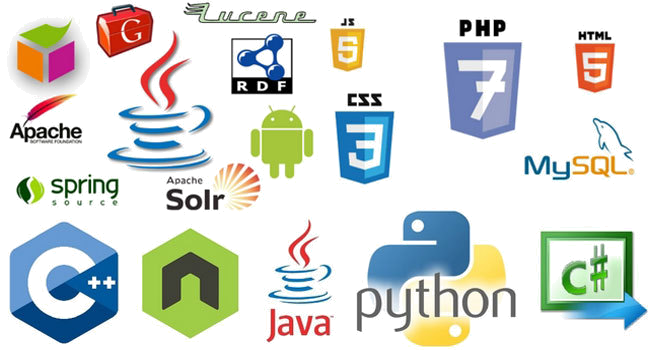 G
Lucene
JS
5
PHP
7
HTML
5
RDF
CSS
3
Apache
SOFTWARE FOUNDATION
MySQL®
spring
source
Apache
Solr
C++
Java™
python
C#